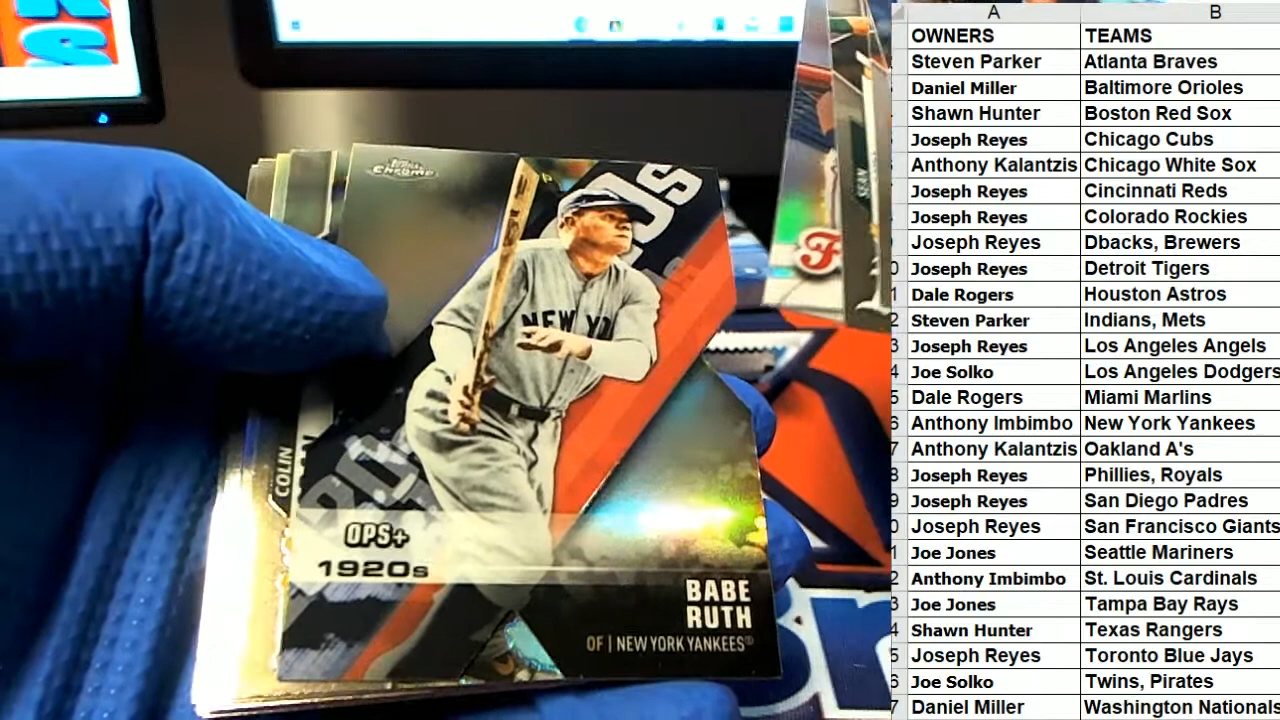 S
Topps
Chrome
NEW YO
COLIN
SEAN
OPS+
1920s
BABE
RUTH
OF | NEW YORK YANKEES
A B
OWNERS TEAMS
Steven Parker Atlanta Braves
Daniel Miller Baltimore Orioles
Shawn Hunter Boston Red Sox
Joseph Reyes Chicago Cubs
Anthony Kalantzis Chicago White Sox
Joseph Reyes Cincinnati Reds
Joseph Reyes Colorado Rockies
Joseph Reyes Dbacks, Brewers
Joseph Reyes Detroit Tigers
Dale Rogers Houston Astros
Steven Parker Indians, Mets
Joseph Reyes Los Angeles Angels
Joe Solko Los Angeles Dodgers
Dale Rogers Miami Marlins
Anthony Imbimbo New York Yankees
Anthony Kalantzis Oakland A's
Joseph Reyes Phillies, Royals
Joseph Reyes San Diego Padres
Joseph Reyes San Francisco Giants
Joe Jones Seattle Mariners
Anthony Imbimbo St. Louis Cardinals
Joe Jones Tampa Bay Rays
Shawn Hunter Texas Rangers
Joseph Reyes Toronto Blue Jays
Joe Solko Twins, Pirates
Daniel Miller Washington Nationals